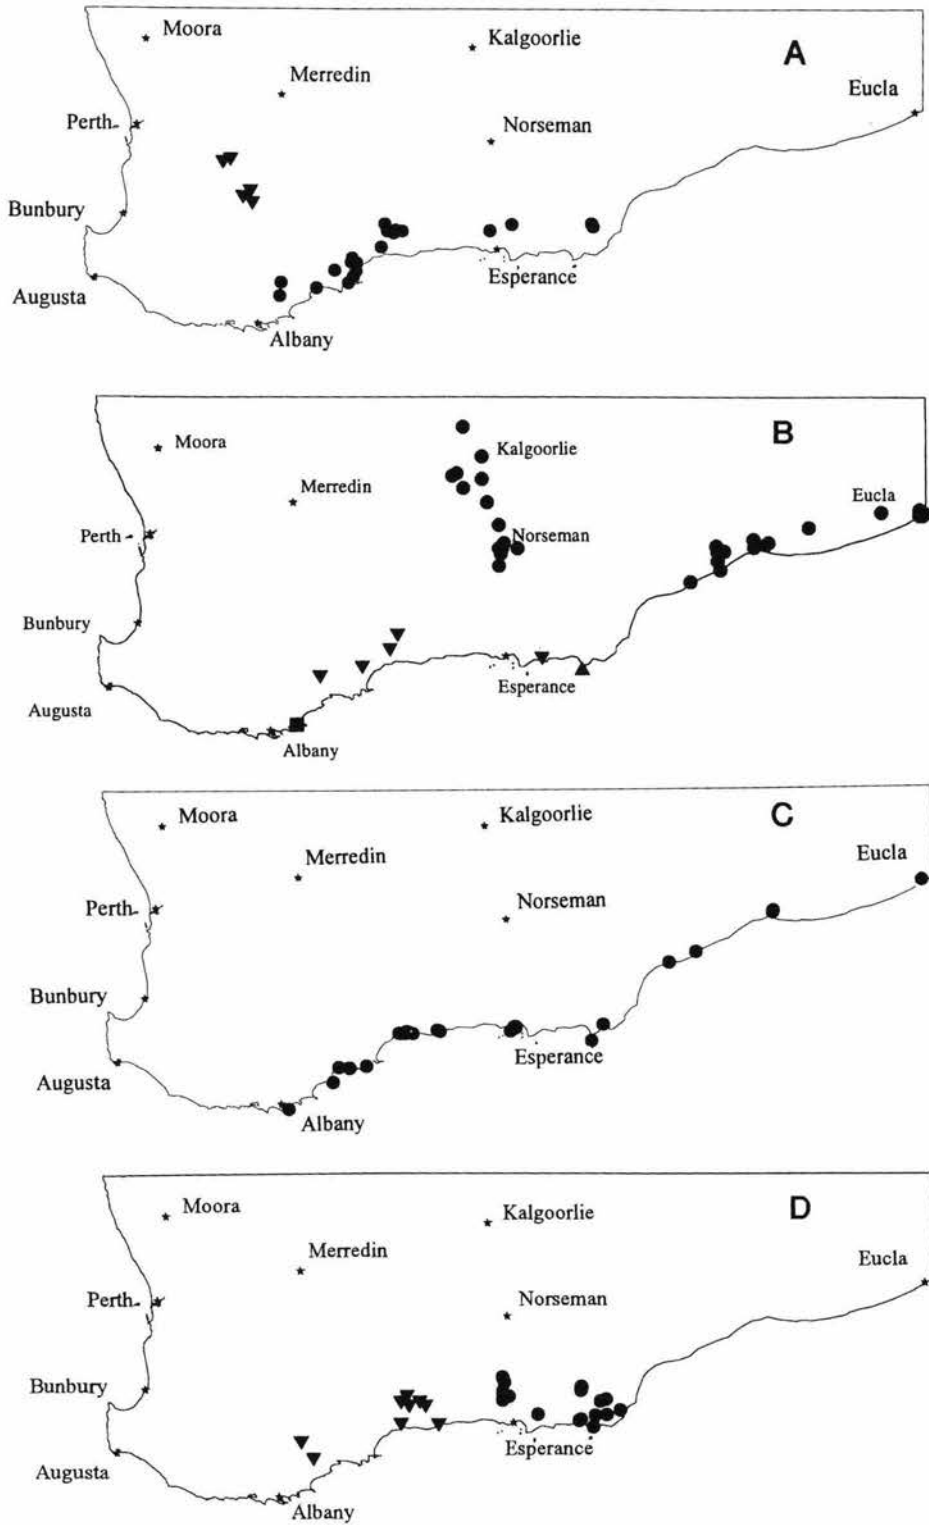 Moora
Kalgoorlie
A
Merredin
Eucla
Perth
Norseman
Bunbury
Esperance
Augusta
Albany
B
Moora
Kalgoorlie
Merredin
Eucla
Perth
Norseman
Bunbury
Esperance
Augusta
Albany
C
Moora
Kalgoorlie
Eucla
Merredin
Norseman
Perth
Bunbury
Esperance
Augusta
Albany
D
Moora
Kalgoorlie
Merredin
Eucla
Perth
Norseman
Bunbury
Esperance
Augusta
Albany